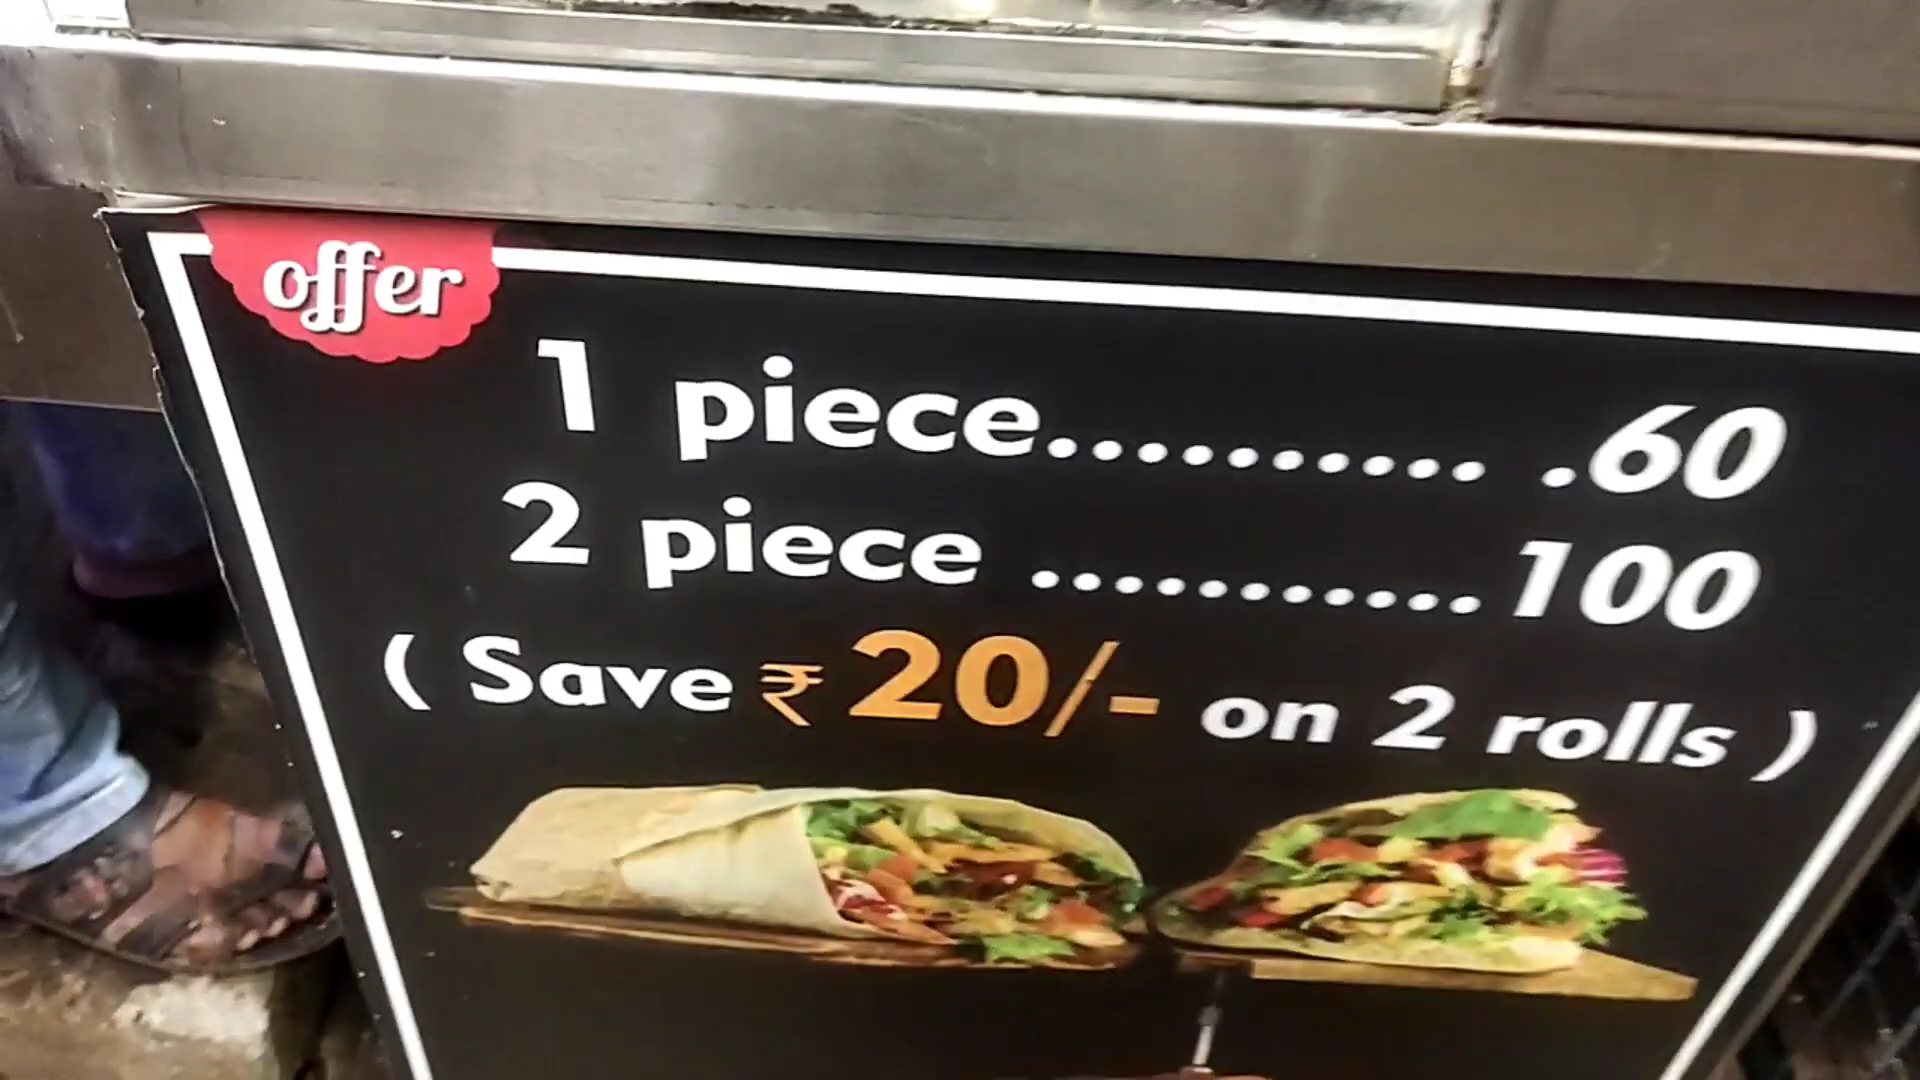 offer
1 piece.......... .60
2 piece .............100
( Save ₹ 20/- on 2 rolls )